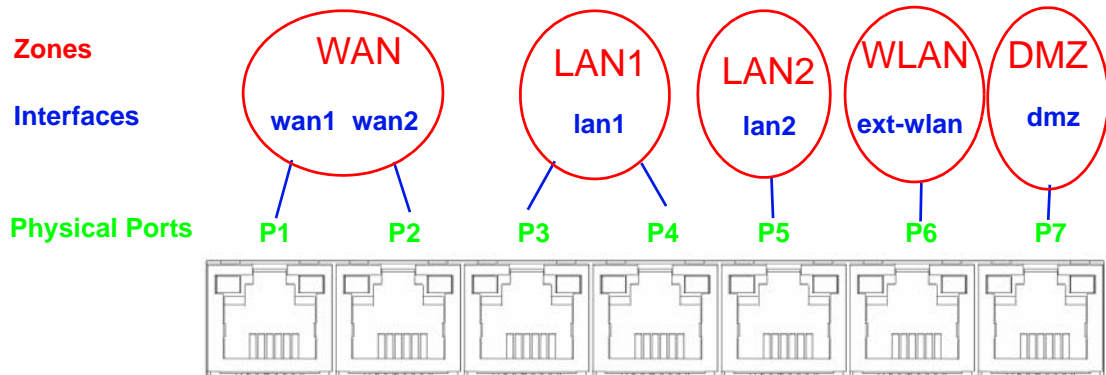 Zones WAN LAN1 LAN2 WLAN DMZ
Interfaces wan1 wan2 lan1 lan2 ext-wlan dmz
Physical Ports P1 P2 P3 P4 P5 P6 P7